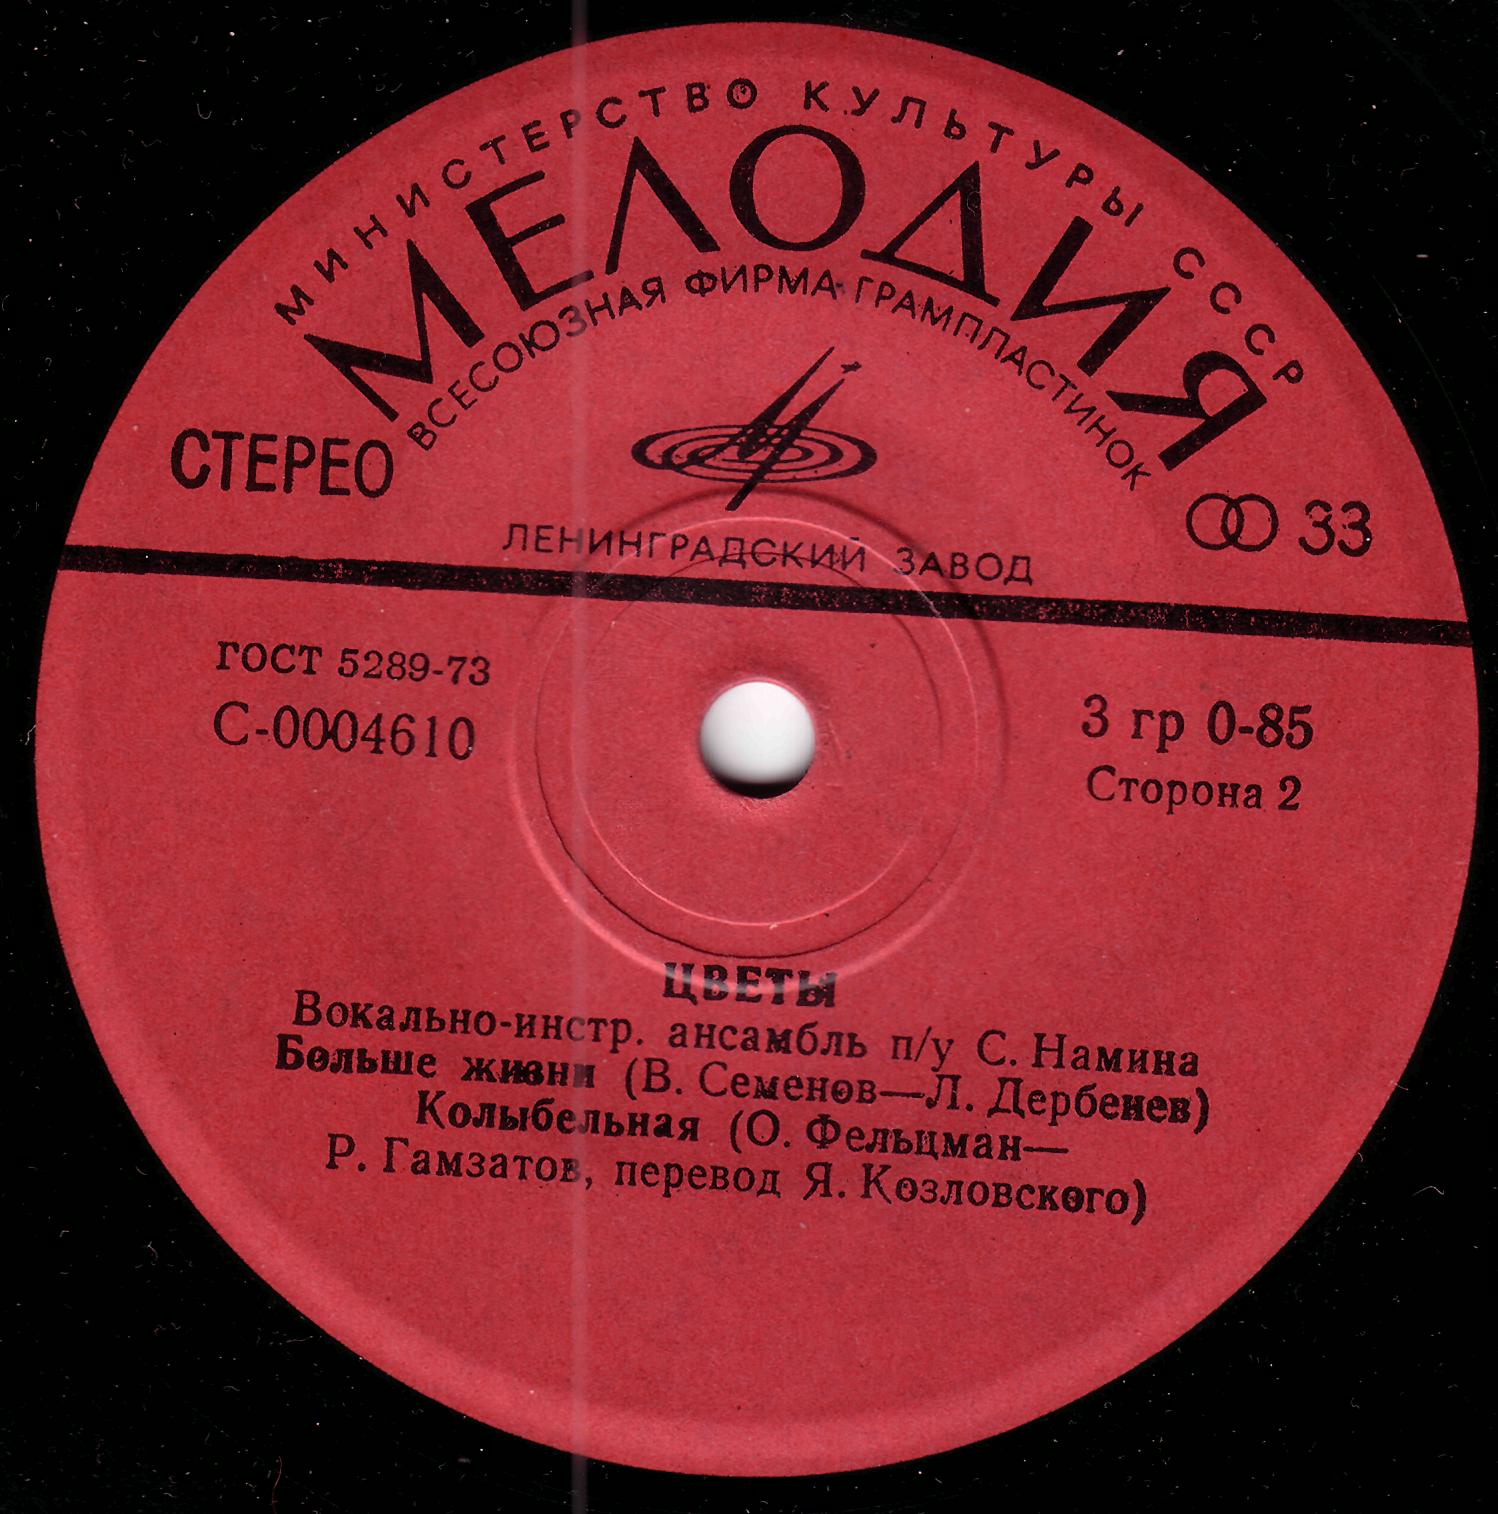 МИНИСТЕРСТВО КУЛЬТУРЫ СССР
МЕЛОДИЯ
ВСЕСОЮЗНАЯ ФИРМА ГРАМПЛАСТИНОК
СТЕРЕО
33
ЛЕНИНГРАДСКИЙ ЗАВОД
ГОСТ 5289-73
С-0004610
3 гр 0-85
Сторона 2
ЦВЕТЫ
Вокально-инстр. ансамбль п/у С. Намина
Больше жизни (В. Семенов—Л. Дербенев)
Колыбельная (О. Фельцман—
Р. Гамзатов, перевод Я. Козловского)